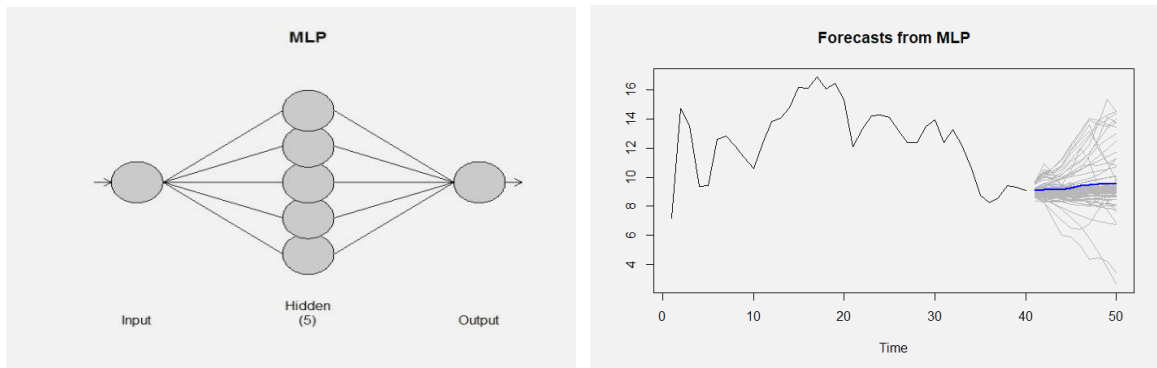 MLP
Input
Hidden
(5)
Output
Forecasts from MLP
16
14
12
10
8
6
4
0 10 20 30 40 50
Time